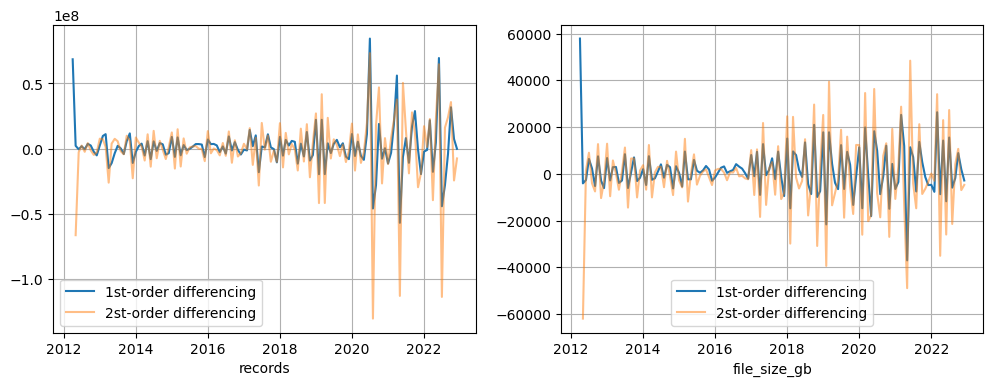 1e8
0.5
0.0
−0.5
−1.0
2012 2014 2016 2018 2020 2022
records
1st-order differencing
2st-order differencing
60000
40000
20000
0
−20000
−40000
−60000
2012 2014 2016 2018 2020 2022
file_size_gb
1st-order differencing
2st-order differencing